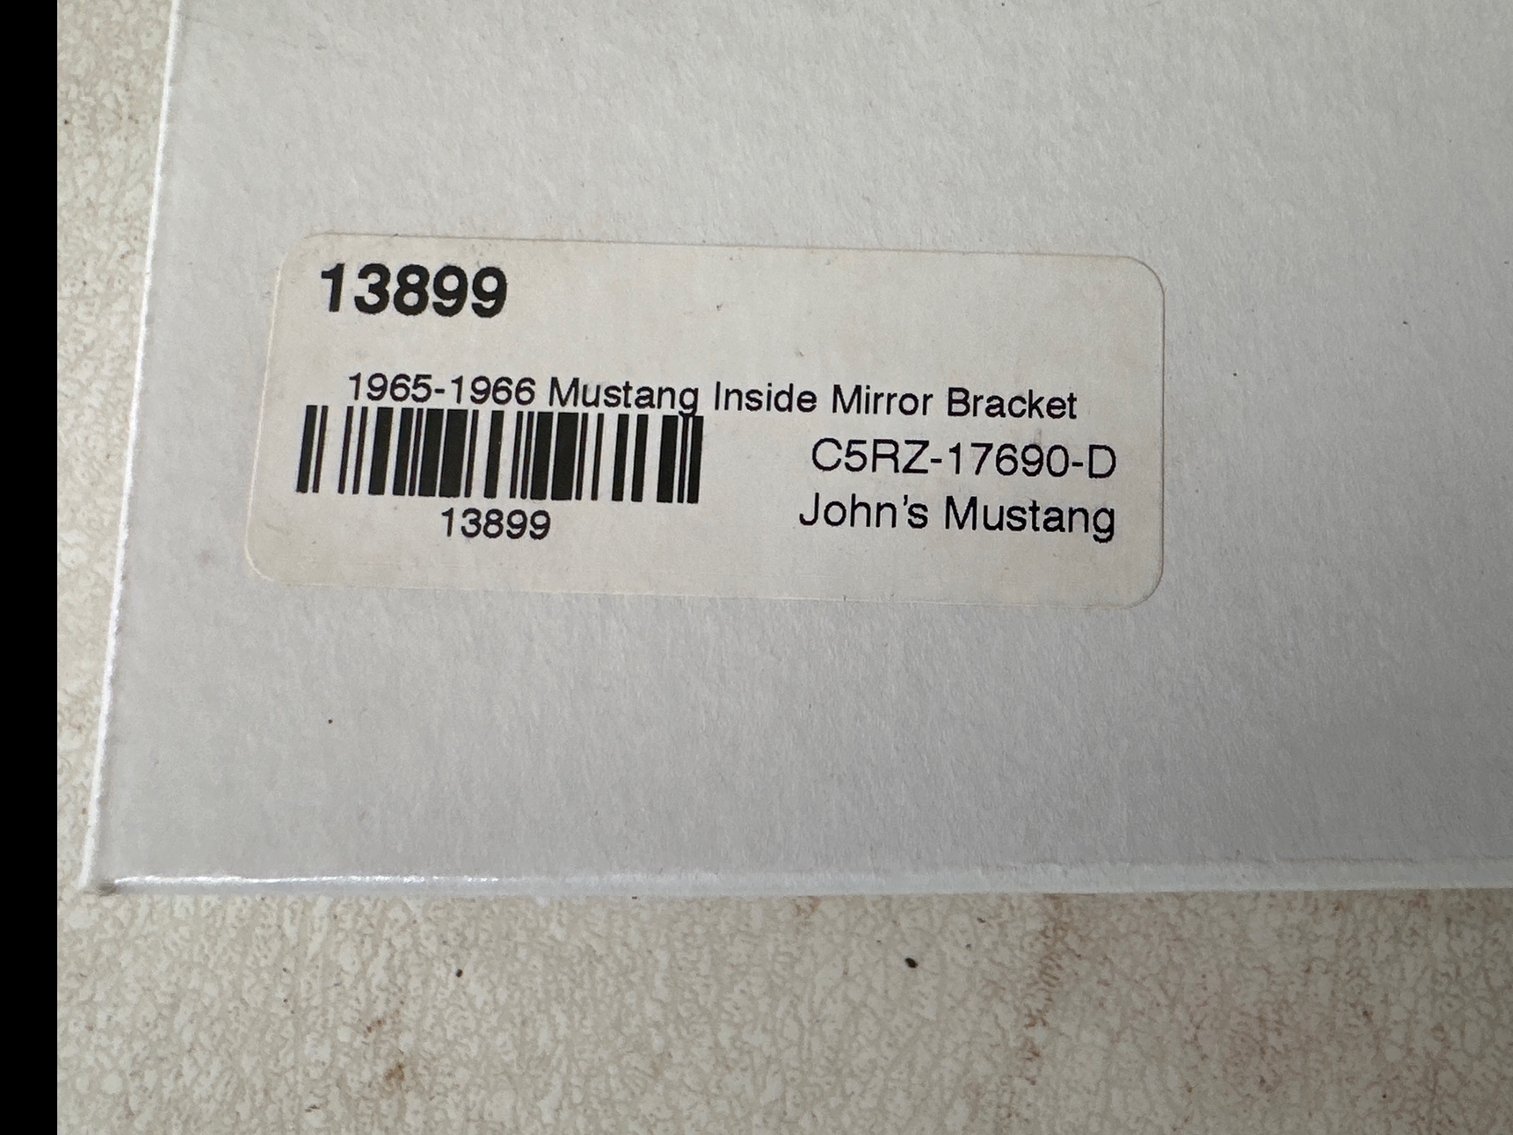 13899
1965-1966 Mustang Inside Mirror Bracket
C5RZ-17690-D
John's Mustang
13899